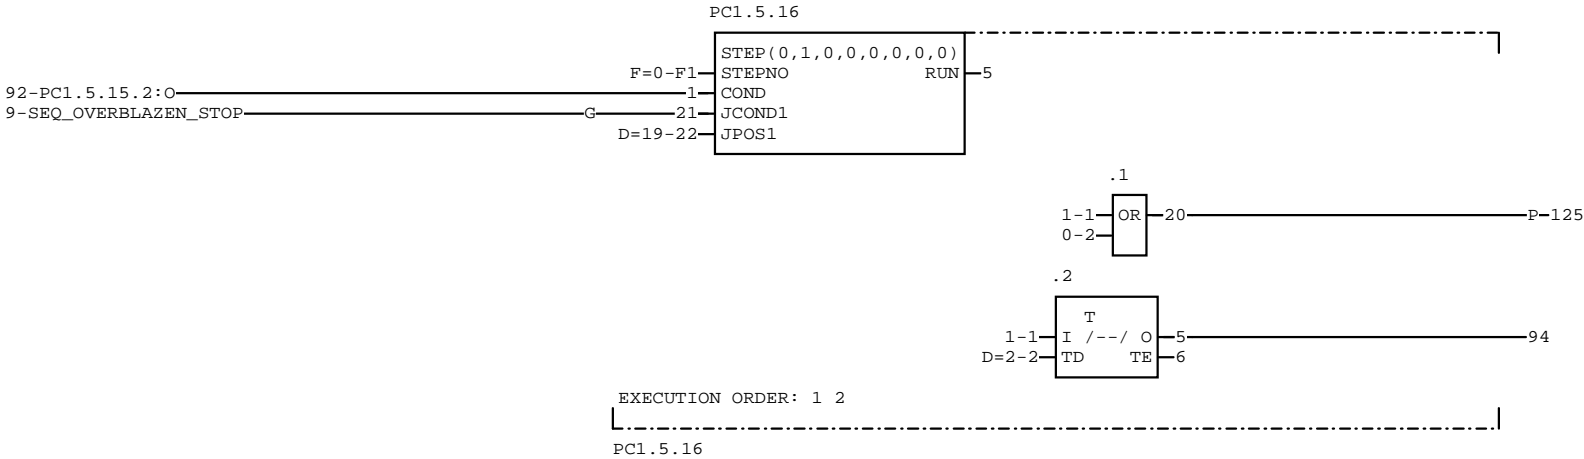 PC1.5.16
STEP(0,1,0,0,0,0,0,0)
F=0-F1 STEPNO RUN 5
92-PC1.5.15.2:O 1 COND
9-SEQ_OVERBLAZEN_STOP G 21 JCOND1
D=19-22 JPOS1
.1
1-1 OR 20 P-125
0-2
.2
T
1-1 I /--/ O 5 94
D=2-2 TD TE 6
EXECUTION ORDER: 1 2
PC1.5.16